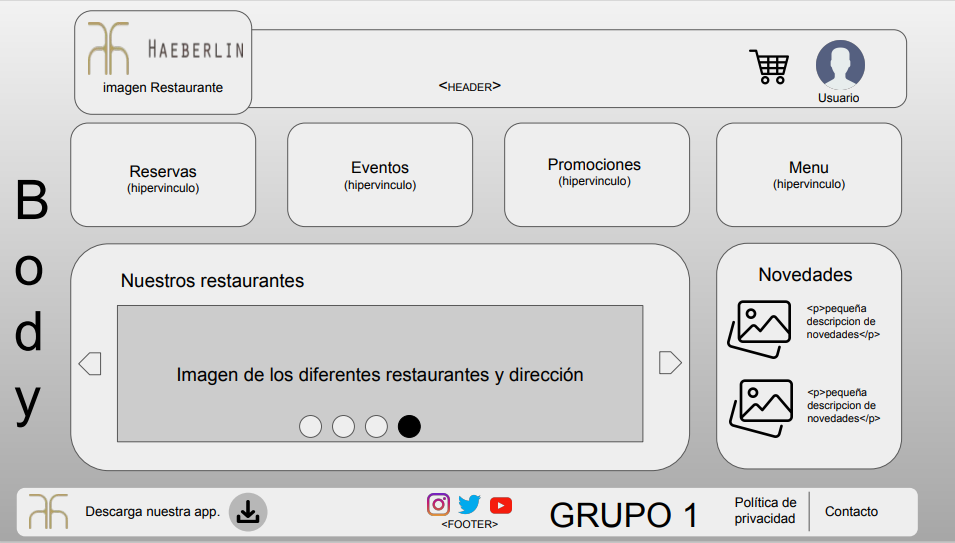 HAEBERLIN
imagen Restaurante
<HEADER>
Usuario
Reservas
(hipervinculo)
Eventos
(hipervinculo)
Promociones
(hipervinculo)
Menu
(hipervinculo)
Body
Nuestros restaurantes
Imagen de los diferentes restaurantes y dirección
Novedades
<p>pequeña
descripcion de
novedades</p>
<p>pequeña
descripcion de
novedades</p>
Descarga nuestra app.
<FOOTER>
GRUPO 1
Política de
privacidad
Contacto